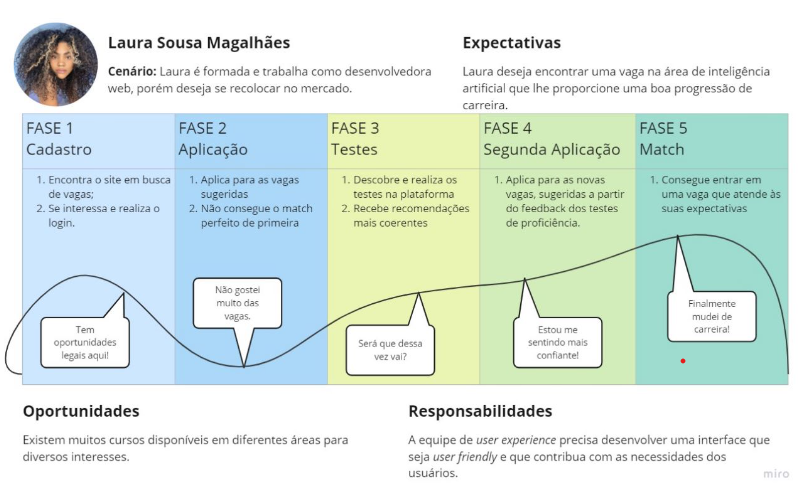 Laura Sousa Magalhães
Cenário: Laura é formada e trabalha como desenvolvedora
web, porém deseja se recolocar no mercado.
Expectativas
Laura deseja encontrar uma vaga na área de inteligência
artificial que lhe proporcione uma boa progressão de
carreira.
FASE 1
Cadastro
1. Encontra o site em busca
de vagas;
2. Se interessa e realiza o
login.
FASE 2
Aplicação
1. Aplica para as vagas
sugeridas
2. Não consegue o match
perfeito de primeira
FASE 3
Testes
1. Descobre e realiza os
testes na plataforma
2. Recebe recomendações
mais coerentes
FASE 4
Segunda Aplicação
1. Aplica para as novas
vagas, sugeridas a partir
do feedback dos testes
de proficiência.
FASE 5
Match
1. Consegue entrar em
uma vaga que atende às
suas expectativas
Tem
oportunidades
legais aqui!
Não gostei
muito das
vagas.
Será que dessa
vez vai?
Estou me
sentindo mais
confiante!
Finalmente
mudei de
carreira!
Oportunidades
Existem muitos cursos disponíveis em diferentes áreas para
diversos interesses.
Responsabilidades
A equipe de user experience precisa desenvolver uma interface que
seja user friendly e que contribua com as necessidades dos
usuários.
miro